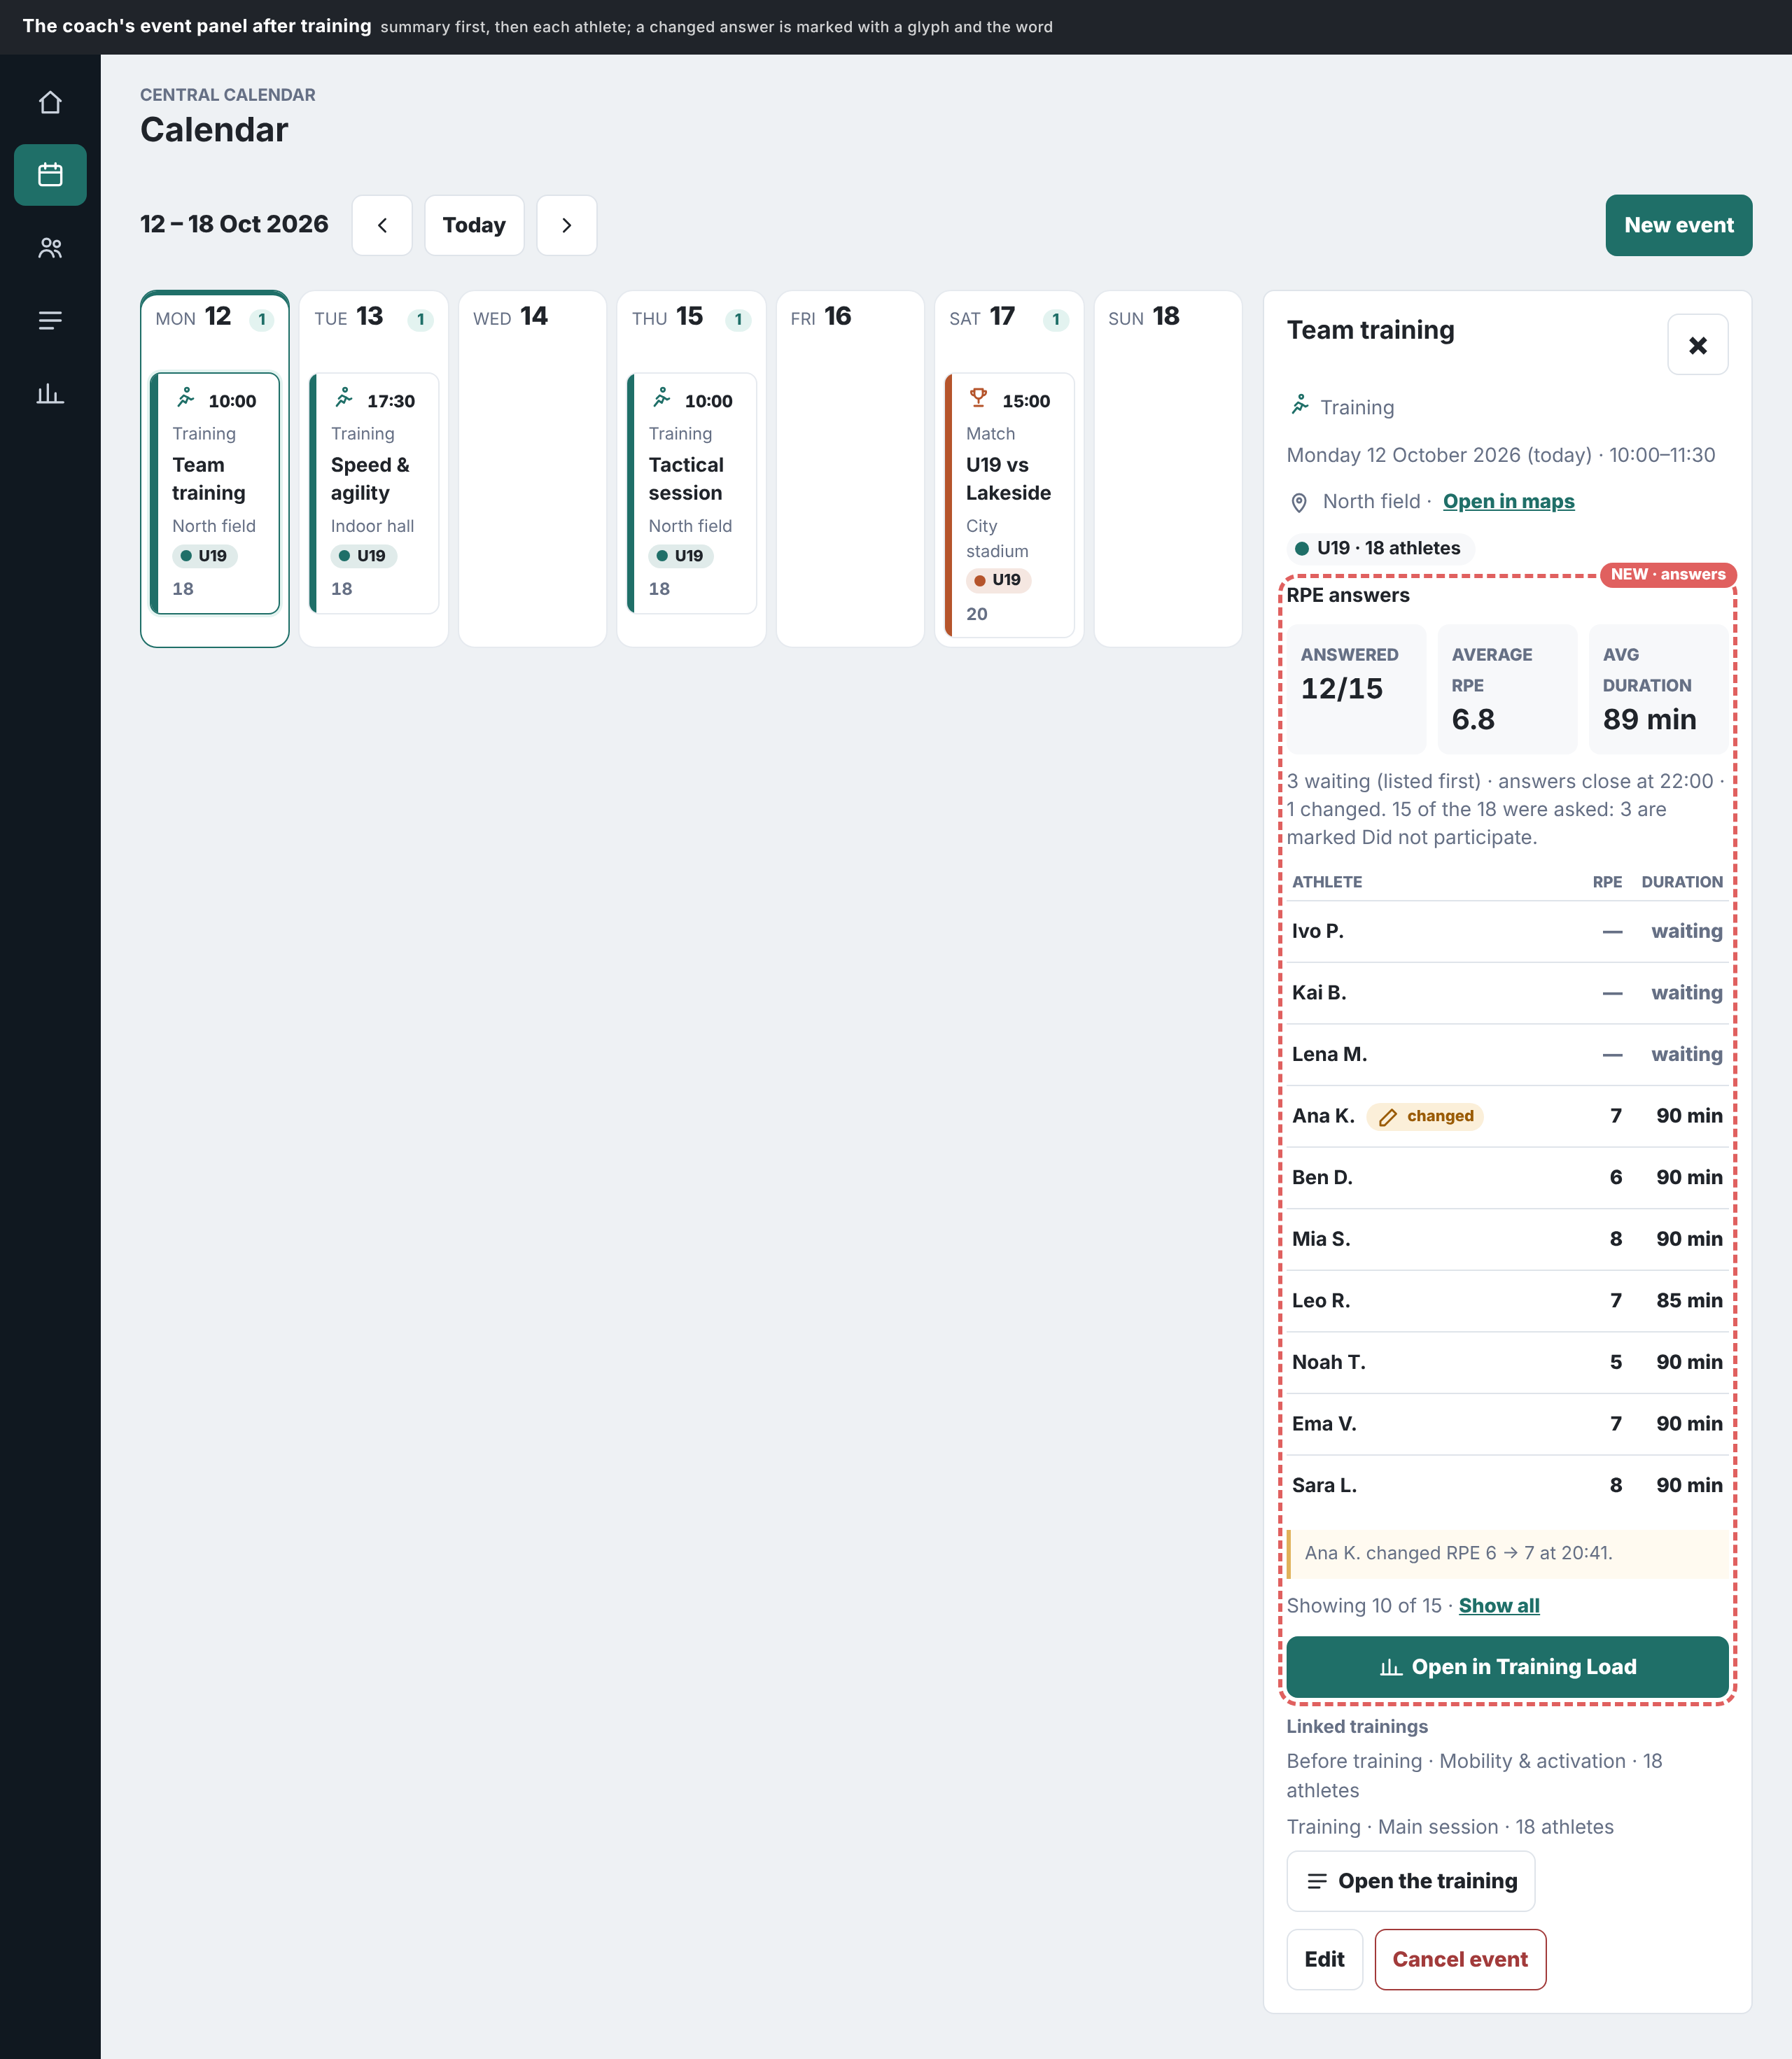 The coach's event panel after training summary first, then each athlete; a changed answer is marked with a glyph and the word
CENTRAL CALENDAR
Calendar
12 – 18 Oct 2026
Today
New event
MON 12 1
TUE 13 1
WED 14
THU 15 1
FRI 16
SAT 17 1
SUN 18
10:00
Training
Team
training
North field
U19
18
17:30
Training
Speed &
agility
Indoor hall
U19
18
10:00
Training
Tactical
session
North field
U19
18
15:00
Match
U19 vs
Lakeside
City
stadium
U19
20
Team training
Training
Monday 12 October 2026 (today) · 10:00–11:30
North field · Open in maps
U19 · 18 athletes
NEW · answers
RPE answers
ANSWERED
12/15
AVERAGE
RPE
6.8
AVG
DURATION
89 min
3 waiting (listed first) · answers close at 22:00 ·
1 changed. 15 of the 18 were asked: 3 are
marked Did not participate.
ATHLETE RPE DURATION
Ivo P. — waiting
Kai B. — waiting
Lena M. — waiting
Ana K. changed 7 90 min
Ben D. 6 90 min
Mia S. 8 90 min
Leo R. 7 85 min
Noah T. 5 90 min
Ema V. 7 90 min
Sara L. 8 90 min
Ana K. changed RPE 6 → 7 at 20:41.
Showing 10 of 15 · Show all
Open in Training Load
Linked trainings
Before training · Mobility & activation · 18
athletes
Training · Main session · 18 athletes
Open the training
Edit
Cancel event